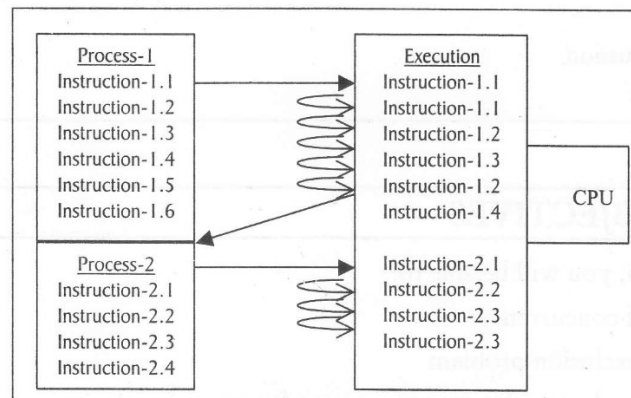 Process-1
Instruction-1.1
Instruction-1.2
Instruction-1.3
Instruction-1.4
Instruction-1.5
Instruction-1.6
Process-2
Instruction-2.1
Instruction-2.2
Instruction-2.3
Instruction-2.4
Execution
Instruction-1.1
Instruction-1.1
Instruction-1.2
Instruction-1.3
Instruction-1.2
Instruction-1.4
Instruction-2.1
Instruction-2.2
Instruction-2.3
Instruction-2.3
CPU